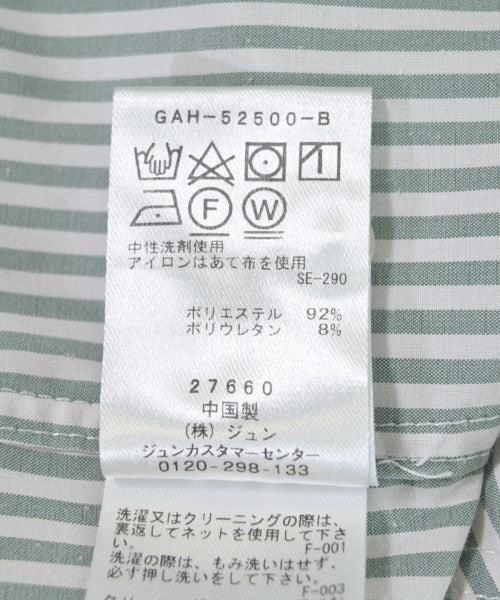 GAH-52500-B
F W
中性洗剤使用
アイロンはあて布を使用
SE-290
ポリエステル 92%
ポリウレタン 8%
27660
中国製
(株)ジュン
ジュンカスタマーセンター
0120-298-133
洗濯又はクリーニングの際は、
裏返してネットを使用して下さ
い。 F-001
洗濯の際は、もみ洗いはせず、
必ず押し洗いをして下さい。
F-003